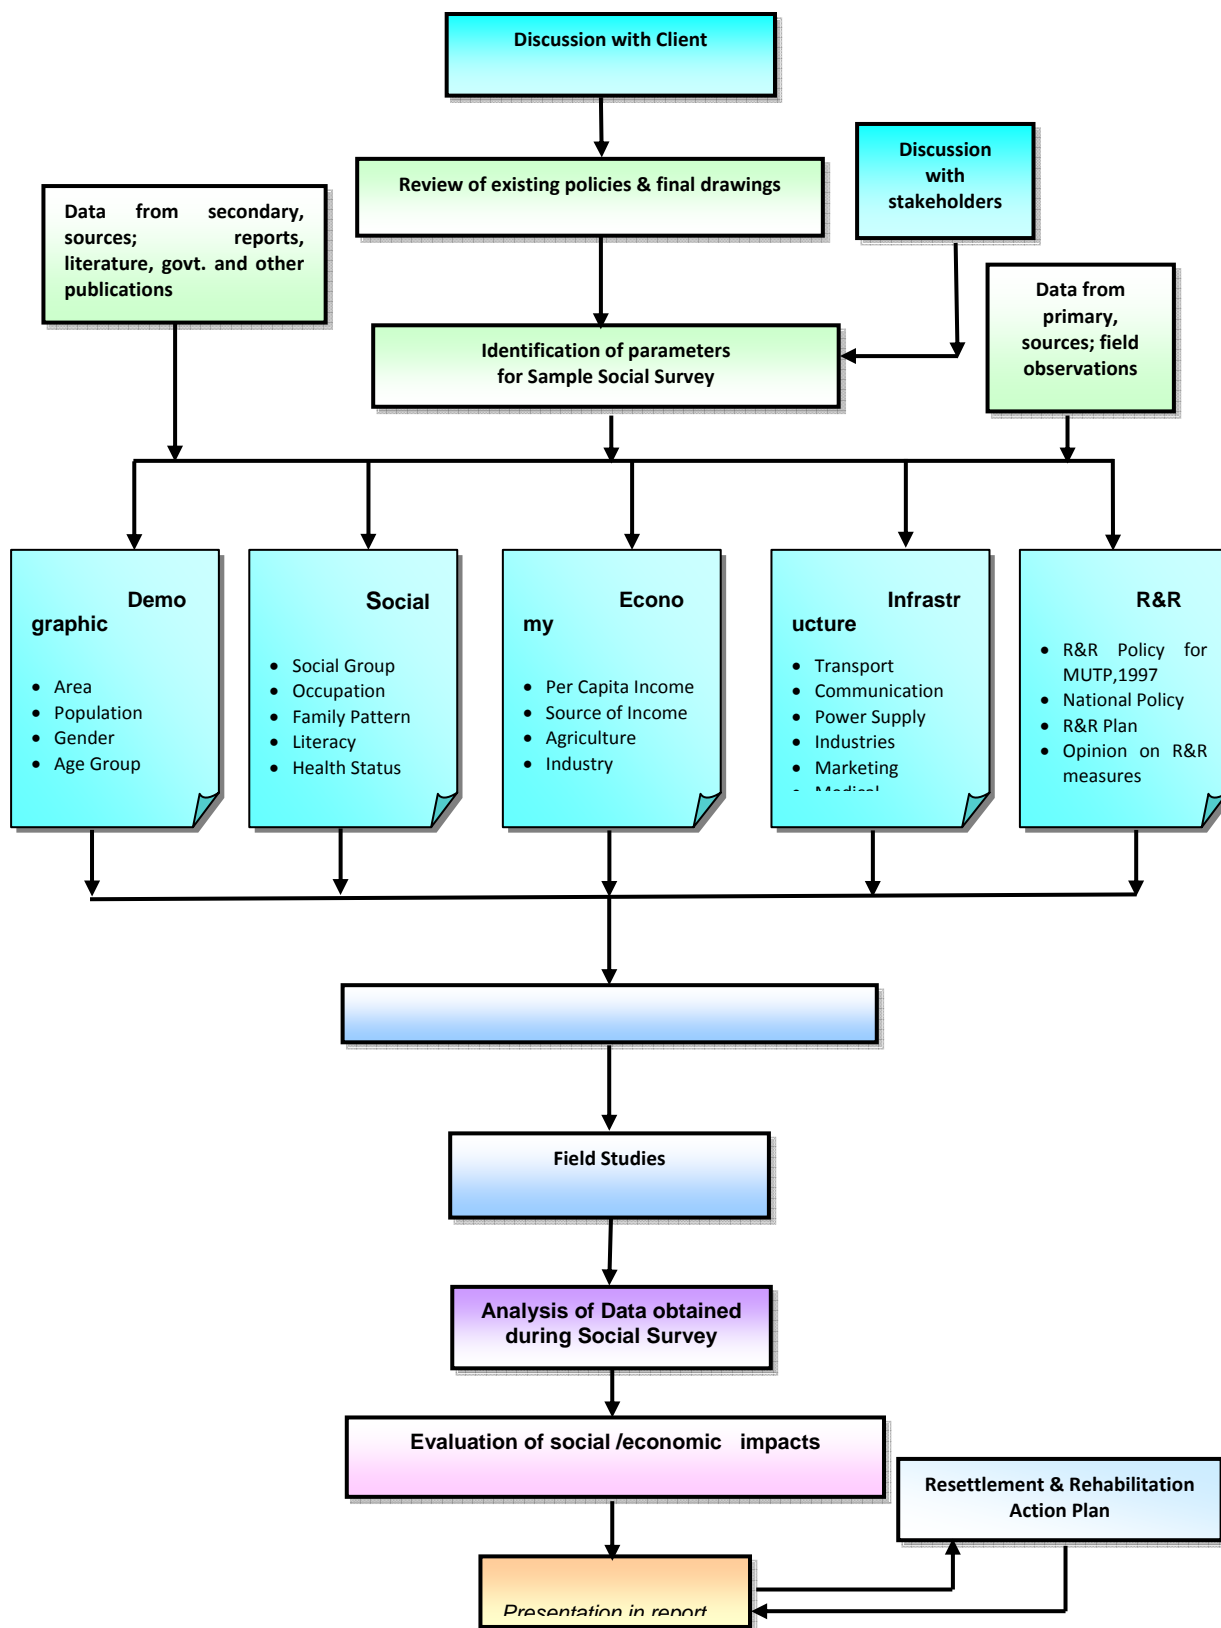 Discussion with Client
Review of existing policies & final drawings
Discussion
with
stakeholders
Data from secondary,
sources; reports,
literature, govt. and other
publications
Data from
primary,
sources; field
observations
Identification of parameters
for Sample Social Survey
Demo
graphic
• Area
• Population
• Gender
• Age Group
Social
• Social Group
• Occupation
• Family Pattern
• Literacy
• Health Status
Econo
my
• Per Capita Income
• Source of Income
• Agriculture
• Industry
Infrastr
ucture
• Transport
• Communication
• Power Supply
• Industries
• Marketing
• Medical
R&R
• R&R Policy for
MUTP,1997
• National Policy
• R&R Plan
• Opinion on R&R
measures
Field Studies
Analysis of Data obtained
during Social Survey
Evaluation of social /economic impacts
Resettlement & Rehabilitation
Action Plan
Presentation in report